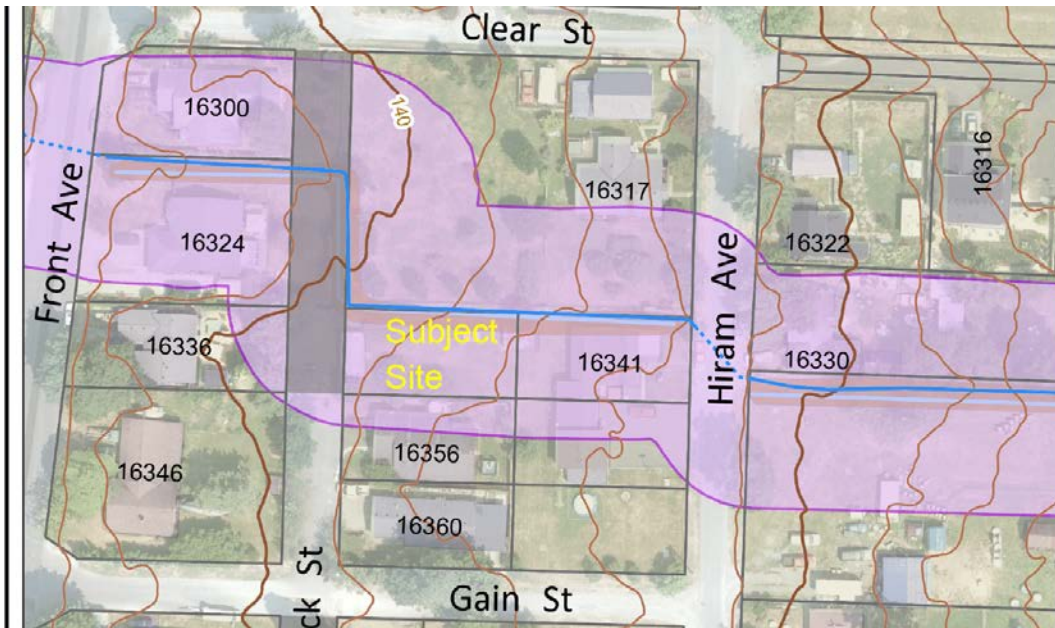 Clear St
16300
140
16316
16317
Front Ave
16324
16322
Hiram Ave
Subject
Site
16336
16341
16330
16346
16356
16360
ck St
Gain St